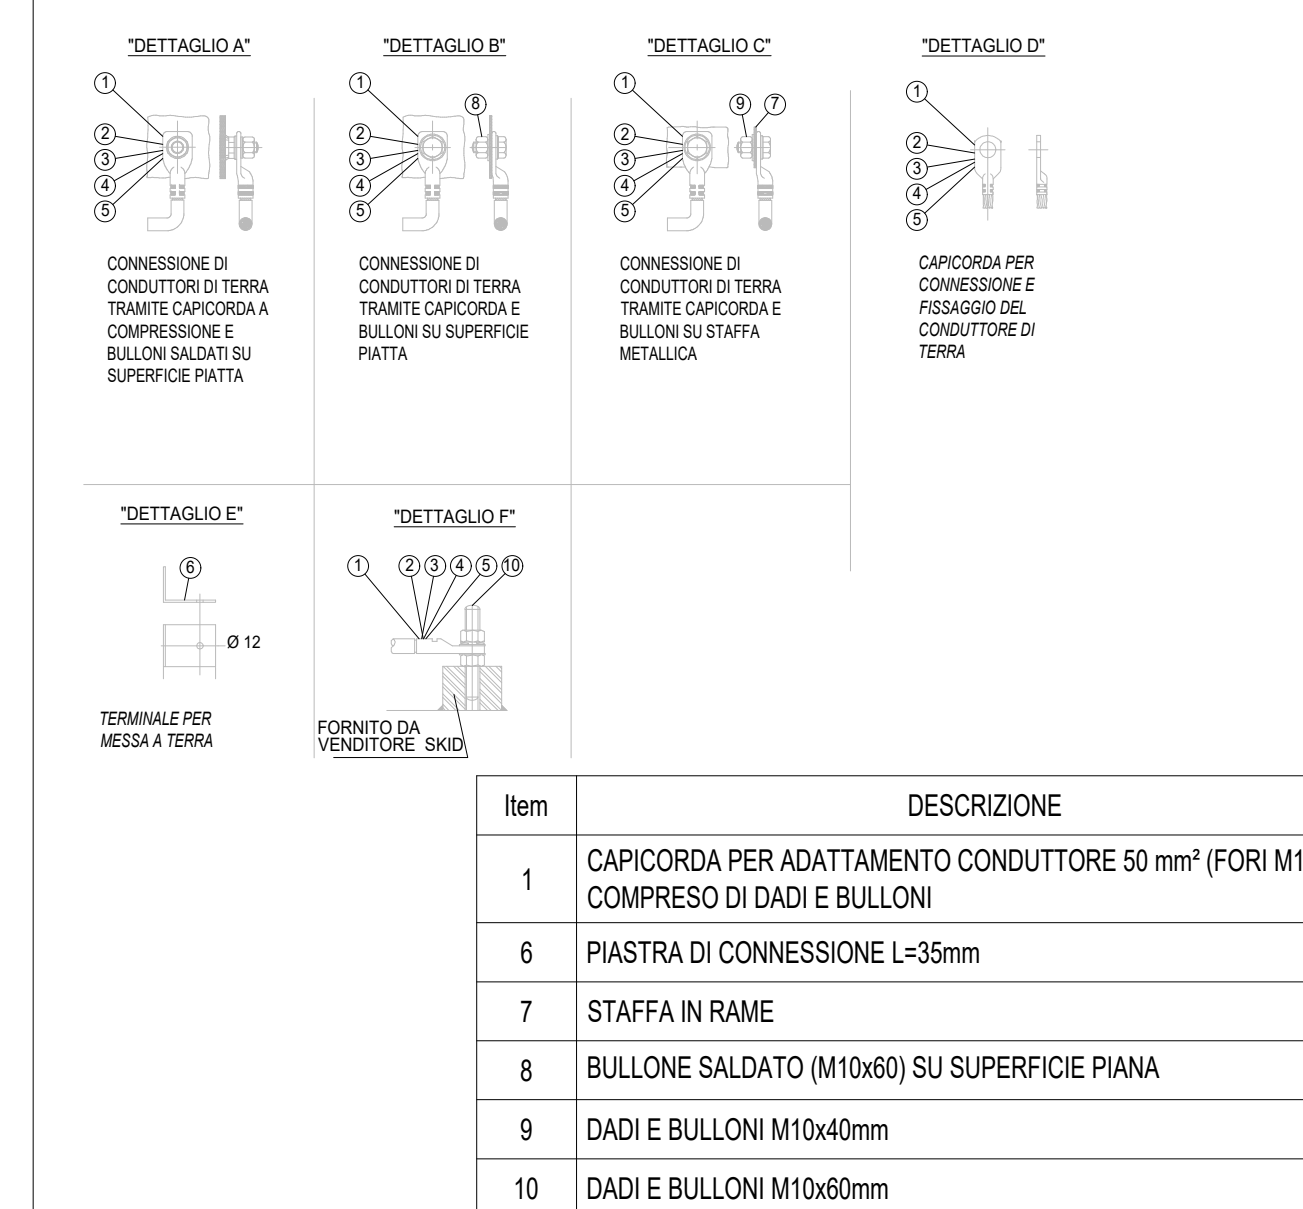 "DETTAGLIO A"
1
2
3
4
5
CONNESSIONE DI
CONDUTTORI DI TERRA
TRAMITE CAPICORDA A
COMPRESSIONE E
BULLONI SALDATI SU
SUPERFICIE PIATTA
"DETTAGLIO B"
1
8
2
3
4
5
CONNESSIONE DI
CONDUTTORI DI TERRA
TRAMITE CAPICORDA E
BULLONI SU SUPERFICIE
PIATTA
"DETTAGLIO C"
1
9 7
2
3
4
5
CONNESSIONE DI
CONDUTTORI DI TERRA
TRAMITE CAPICORDA E
BULLONI SU STAFFA
METALLICA
"DETTAGLIO D"
1
2
3
4
5
CAPICORDA PER
CONNESSIONE E
FISSAGGIO DEL
CONDUTTORE DI
TERRA
"DETTAGLIO E"
6
Ø 12
TERMINALE PER
MESSA A TERRA
"DETTAGLIO F"
1 2 3 4 5 10
FORNITO DA
VENDITORE SKID
Item DESCRIZIONE
1 CAPICORDA PER ADATTAMENTO CONDUTTORE 50 mm² (FORI M1
COMPRESO DI DADI E BULLONI
6 PIASTRA DI CONNESSIONE L=35mm
7 STAFFA IN RAME
8 BULLONE SALDATO (M10x60) SU SUPERFICIE PIANA
9 DADI E BULLONI M10x40mm
10 DADI E BULLONI M10x60mm